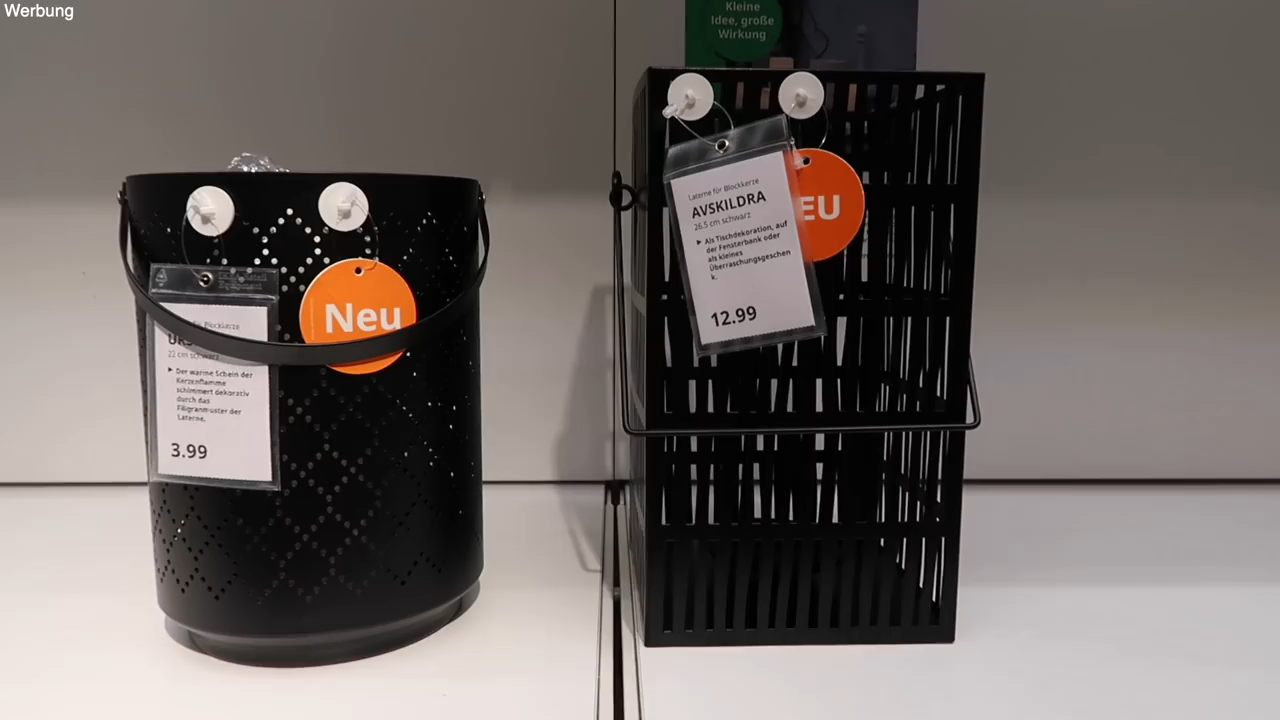 Werbung
Kleine
Idee, große
Wirkung
Laterne für Blockkerze
AVSKILDRA
26.5 cm schwarz
► Als Tischdekoration, auf
der Fensterbank oder
als kleines
Überraschungsgeschen
k.
12.99
EU
Neu
für Blockkerze
22 cm schwarz
► Der warme Schein der
Kerzenflamme
schimmert dekorativ
durch das
Filigranmuster der
Laterne.
3.99